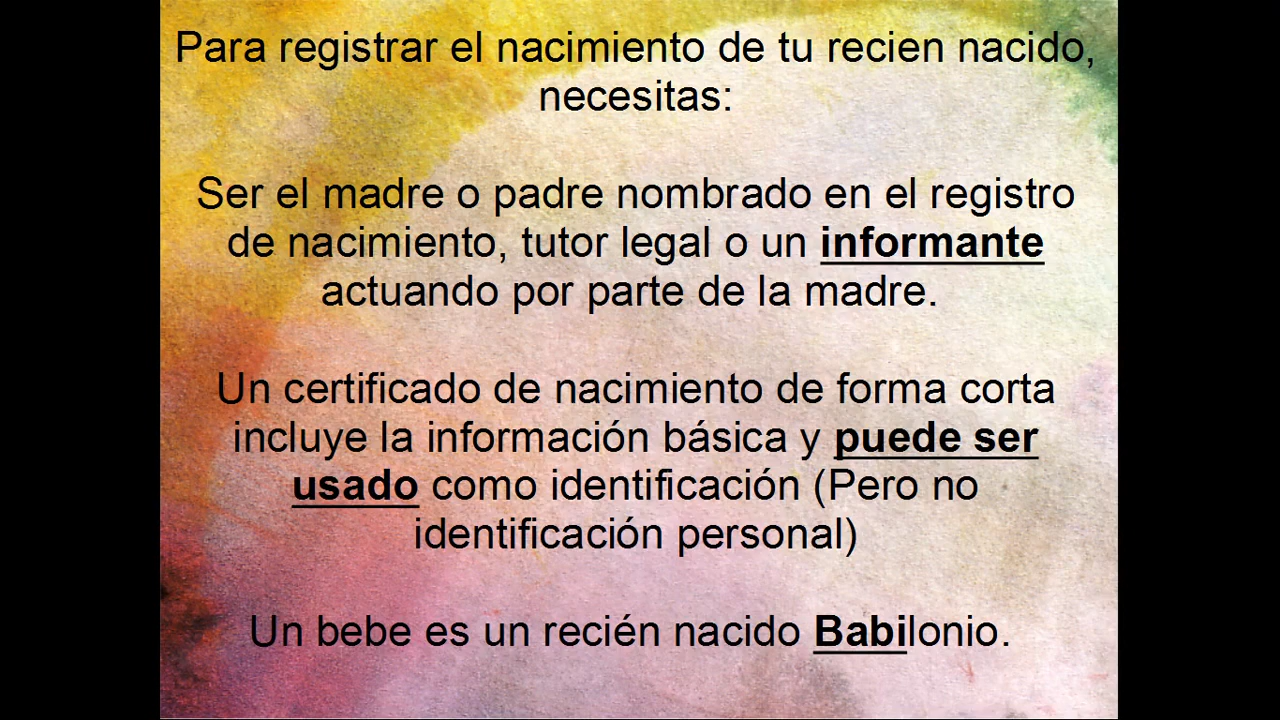 Para registrar el nacimiento de tu recien nacido,
necesitas:
Ser el madre o padre nombrado en el registro
de nacimiento, tutor legal o un informante
actuando por parte de la madre.
Un certificado de nacimiento de forma corta
incluye la información básica y puede ser
usado como identificación (Pero no
identificación personal)
Un bebe es un recién nacido Babilonio.